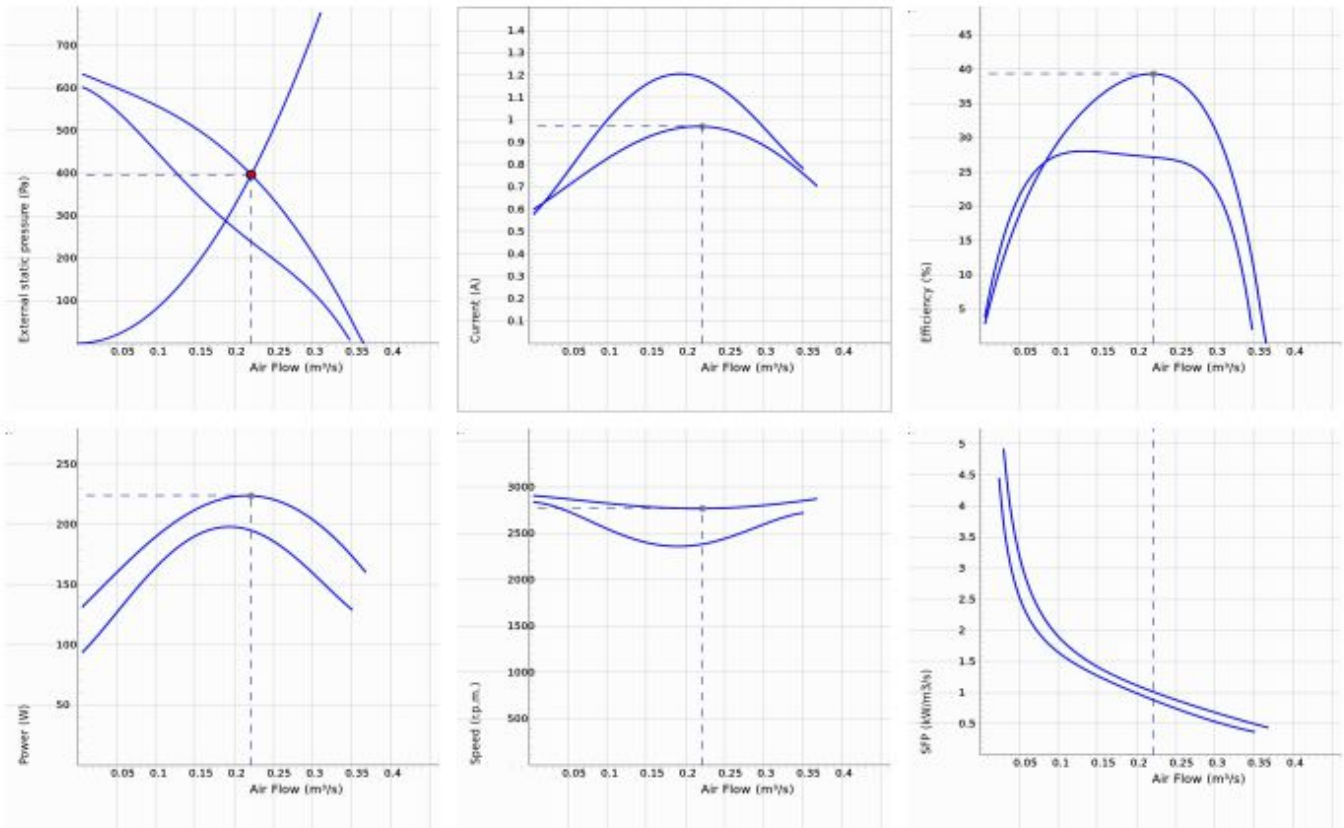 700
600
500
400
300
200
100
External static pressure (Pa)
0.05 0.1 0.15 0.2 0.25 0.3 0.35 0.4
Air Flow (m³/s)
1.4
1.3
1.2
1.1
1
0.9
0.8
0.7
0.6
0.5
0.4
0.3
0.2
0.1
Current (A)
0.05 0.1 0.15 0.2 0.25 0.3 0.35 0.4
Air Flow (m³/s)
45
40
35
30
25
20
15
10
5
Efficiency (%)
0.05 0.1 0.15 0.2 0.25 0.3 0.35 0.4
Air Flow (m³/s)
250
200
150
100
50
Power (W)
0.05 0.1 0.15 0.2 0.25 0.3 0.35 0.4
Air Flow (m³/s)
3000
2500
2000
1500
1000
500
Speed (r.p.m.)
0.05 0.1 0.15 0.2 0.25 0.3 0.35 0.4
Air Flow (m³/s)
5
4.5
4
3.5
3
2.5
2
1.5
1
0.5
SFP (kW/m3/s)
0.05 0.1 0.15 0.2 0.25 0.3 0.35 0.4
Air Flow (m³/s)